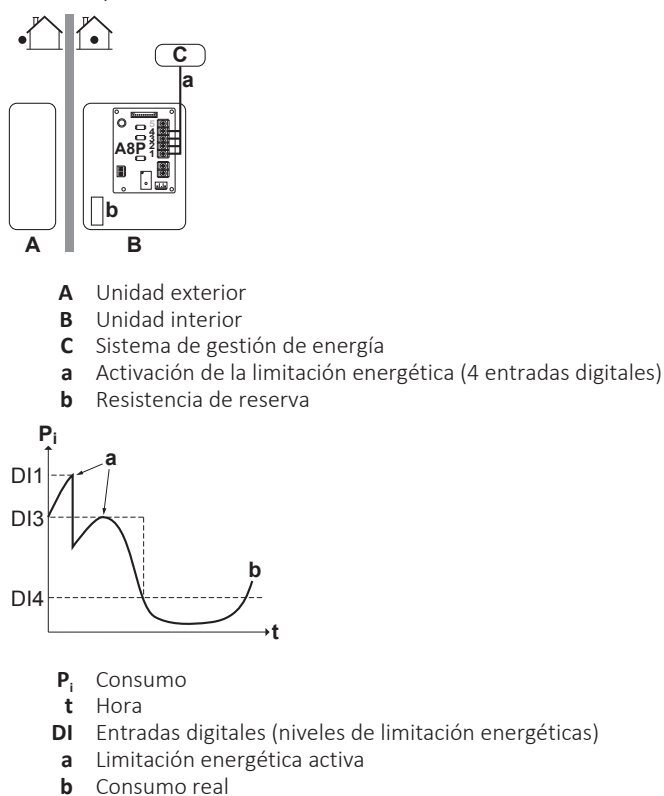 C
a
5
4
3
2
1
A8P
b
A
B
A Unidad exterior
B Unidad interior
C Sistema de gestión de energía
a Activación de la limitación energética (4 entradas digitales)
b Resistencia de reserva
Pi
a
DI1
DI3
b
DI4
t
Pi Consumo
t Hora
DI Entradas digitales (niveles de limitación energéticas)
a Limitación energética activa
b Consumo real